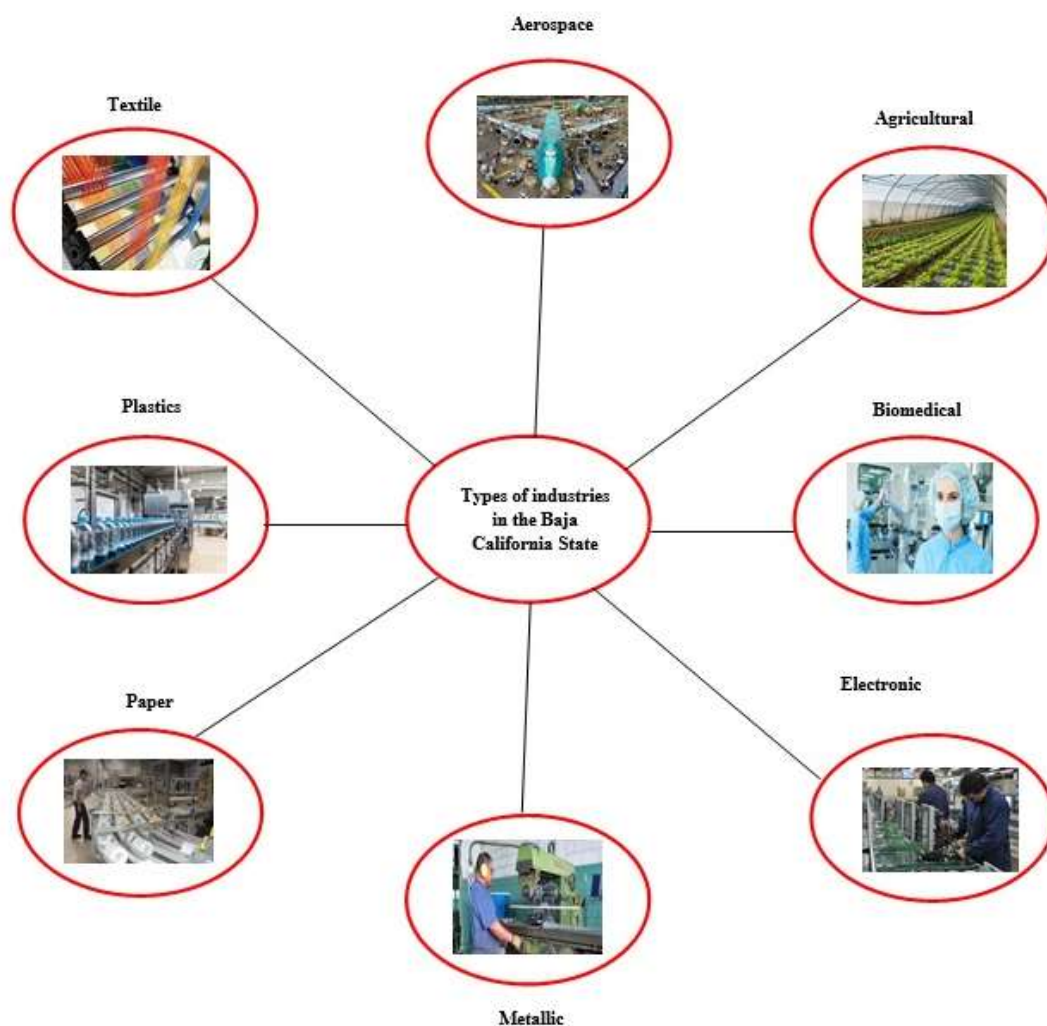 Aerospace
Textile
Agricultural
Plastics
Biomedical
Types of industries
in the Baja
California State
Paper
Electronic
Metallic